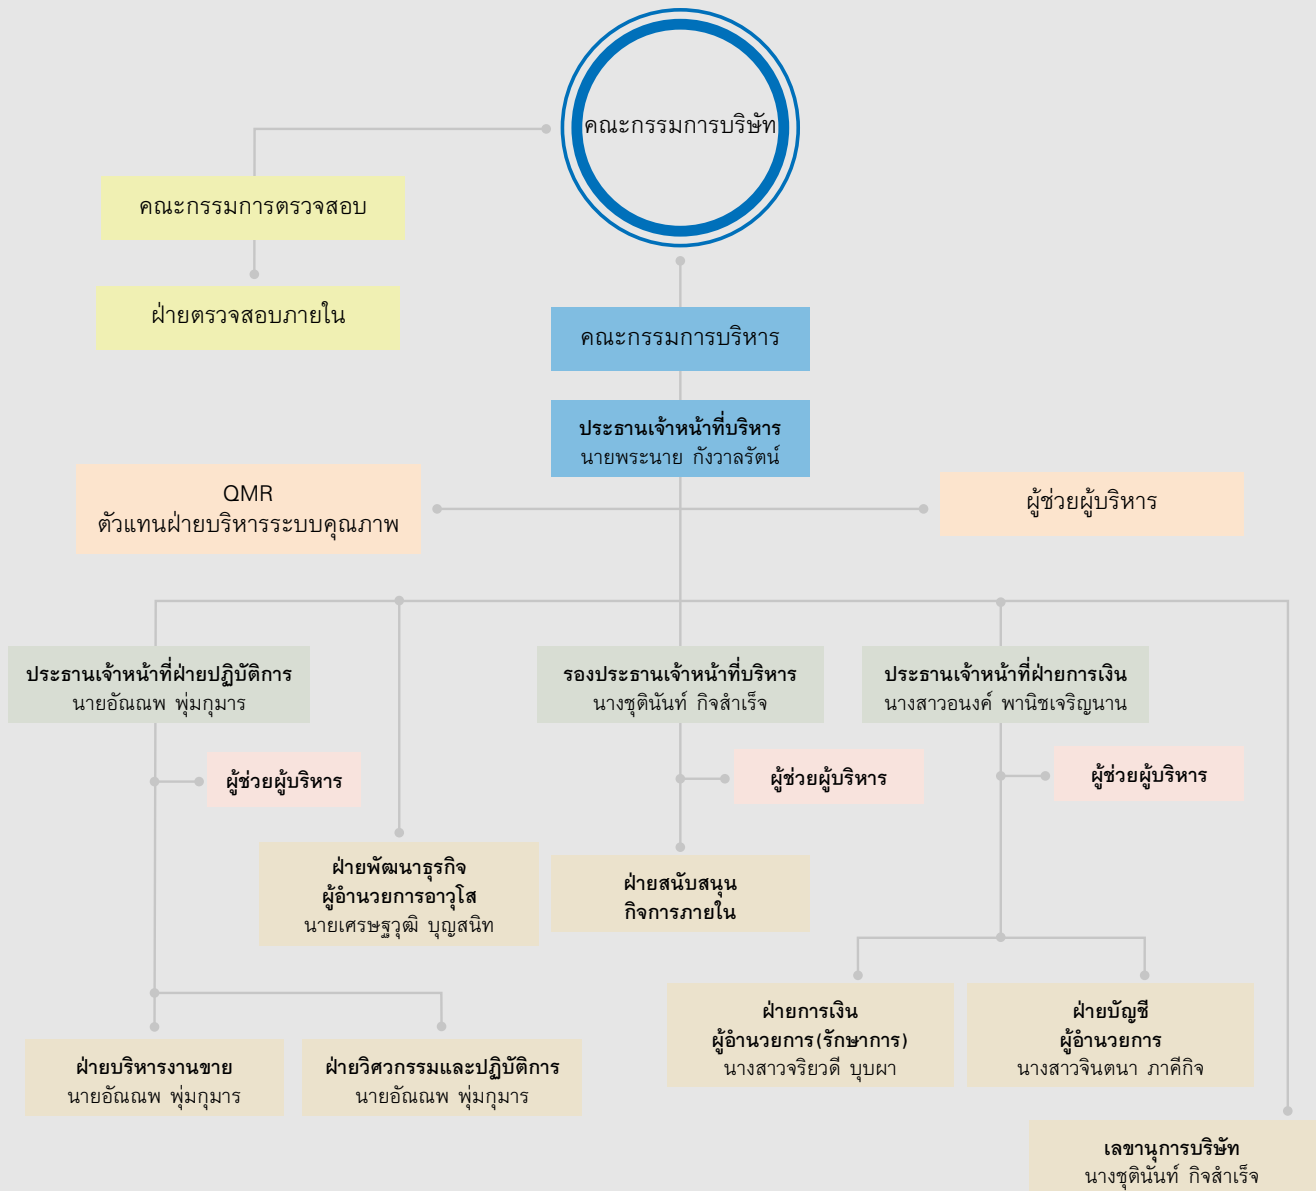 คณะกรรมการบริษัท
คณะกรรมการตรวจสอบ
ฝ่ายตรวจสอบภายใน
คณะกรรมการบริหาร
ประธานเจ้าหน้าที่บริหาร
นายพระนาย กังวาลรัตน์
QMR
ตัวแทนฝ่ายบริหารระบบคุณภาพ
ผู้ช่วยผู้บริหาร
ประธานเจ้าหน้าที่ฝ่ายปฏิบัติการ
นายอัณณพ พุ่มกุมาร
รองประธานเจ้าหน้าที่บริหาร
นางชุตินันท์ กิจสำเร็จ
ประธานเจ้าหน้าที่ฝ่ายการเงิน
นางสาวอนงค์ พานิชเจริญนาน
ผู้ช่วยผู้บริหาร
ผู้ช่วยผู้บริหาร
ผู้ช่วยผู้บริหาร
ฝ่ายพัฒนาธุรกิจ
ผู้อำนวยการอาวุโส
นายเศรษฐวุฒิ บุญสนิท
ฝ่ายสนับสนุน
กิจการภายใน
ฝ่ายการเงิน
ผู้อำนวยการ(รักษาการ)
นางสาวจริยวดี บุบผา
ฝ่ายบัญชี
ผู้อำนวยการ
นางสาวจินตนา ภาคีกิจ
ฝ่ายบริหารงานขาย
นายอัณณพ พุ่มกุมาร
ฝ่ายวิศวกรรมและปฏิบัติการ
นายอัณณพ พุ่มกุมาร
เลขานุการบริษัท
นางชุตินันท์ กิจสำเร็จ